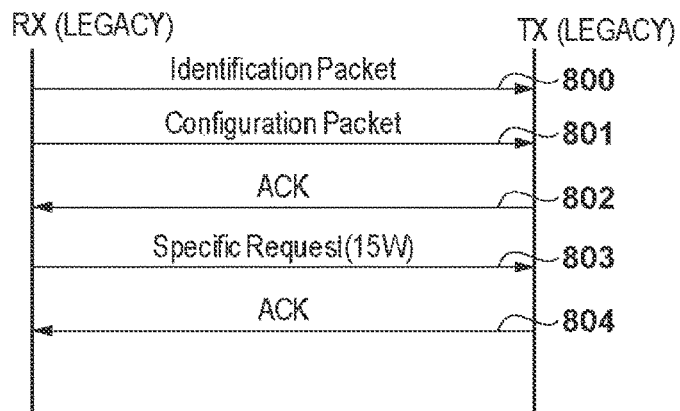 RX (LEGACY) TX (LEGACY)
Identification Packet 800
Configuration Packet 801
ACK 802
Specific Request(15W) 803
ACK 804